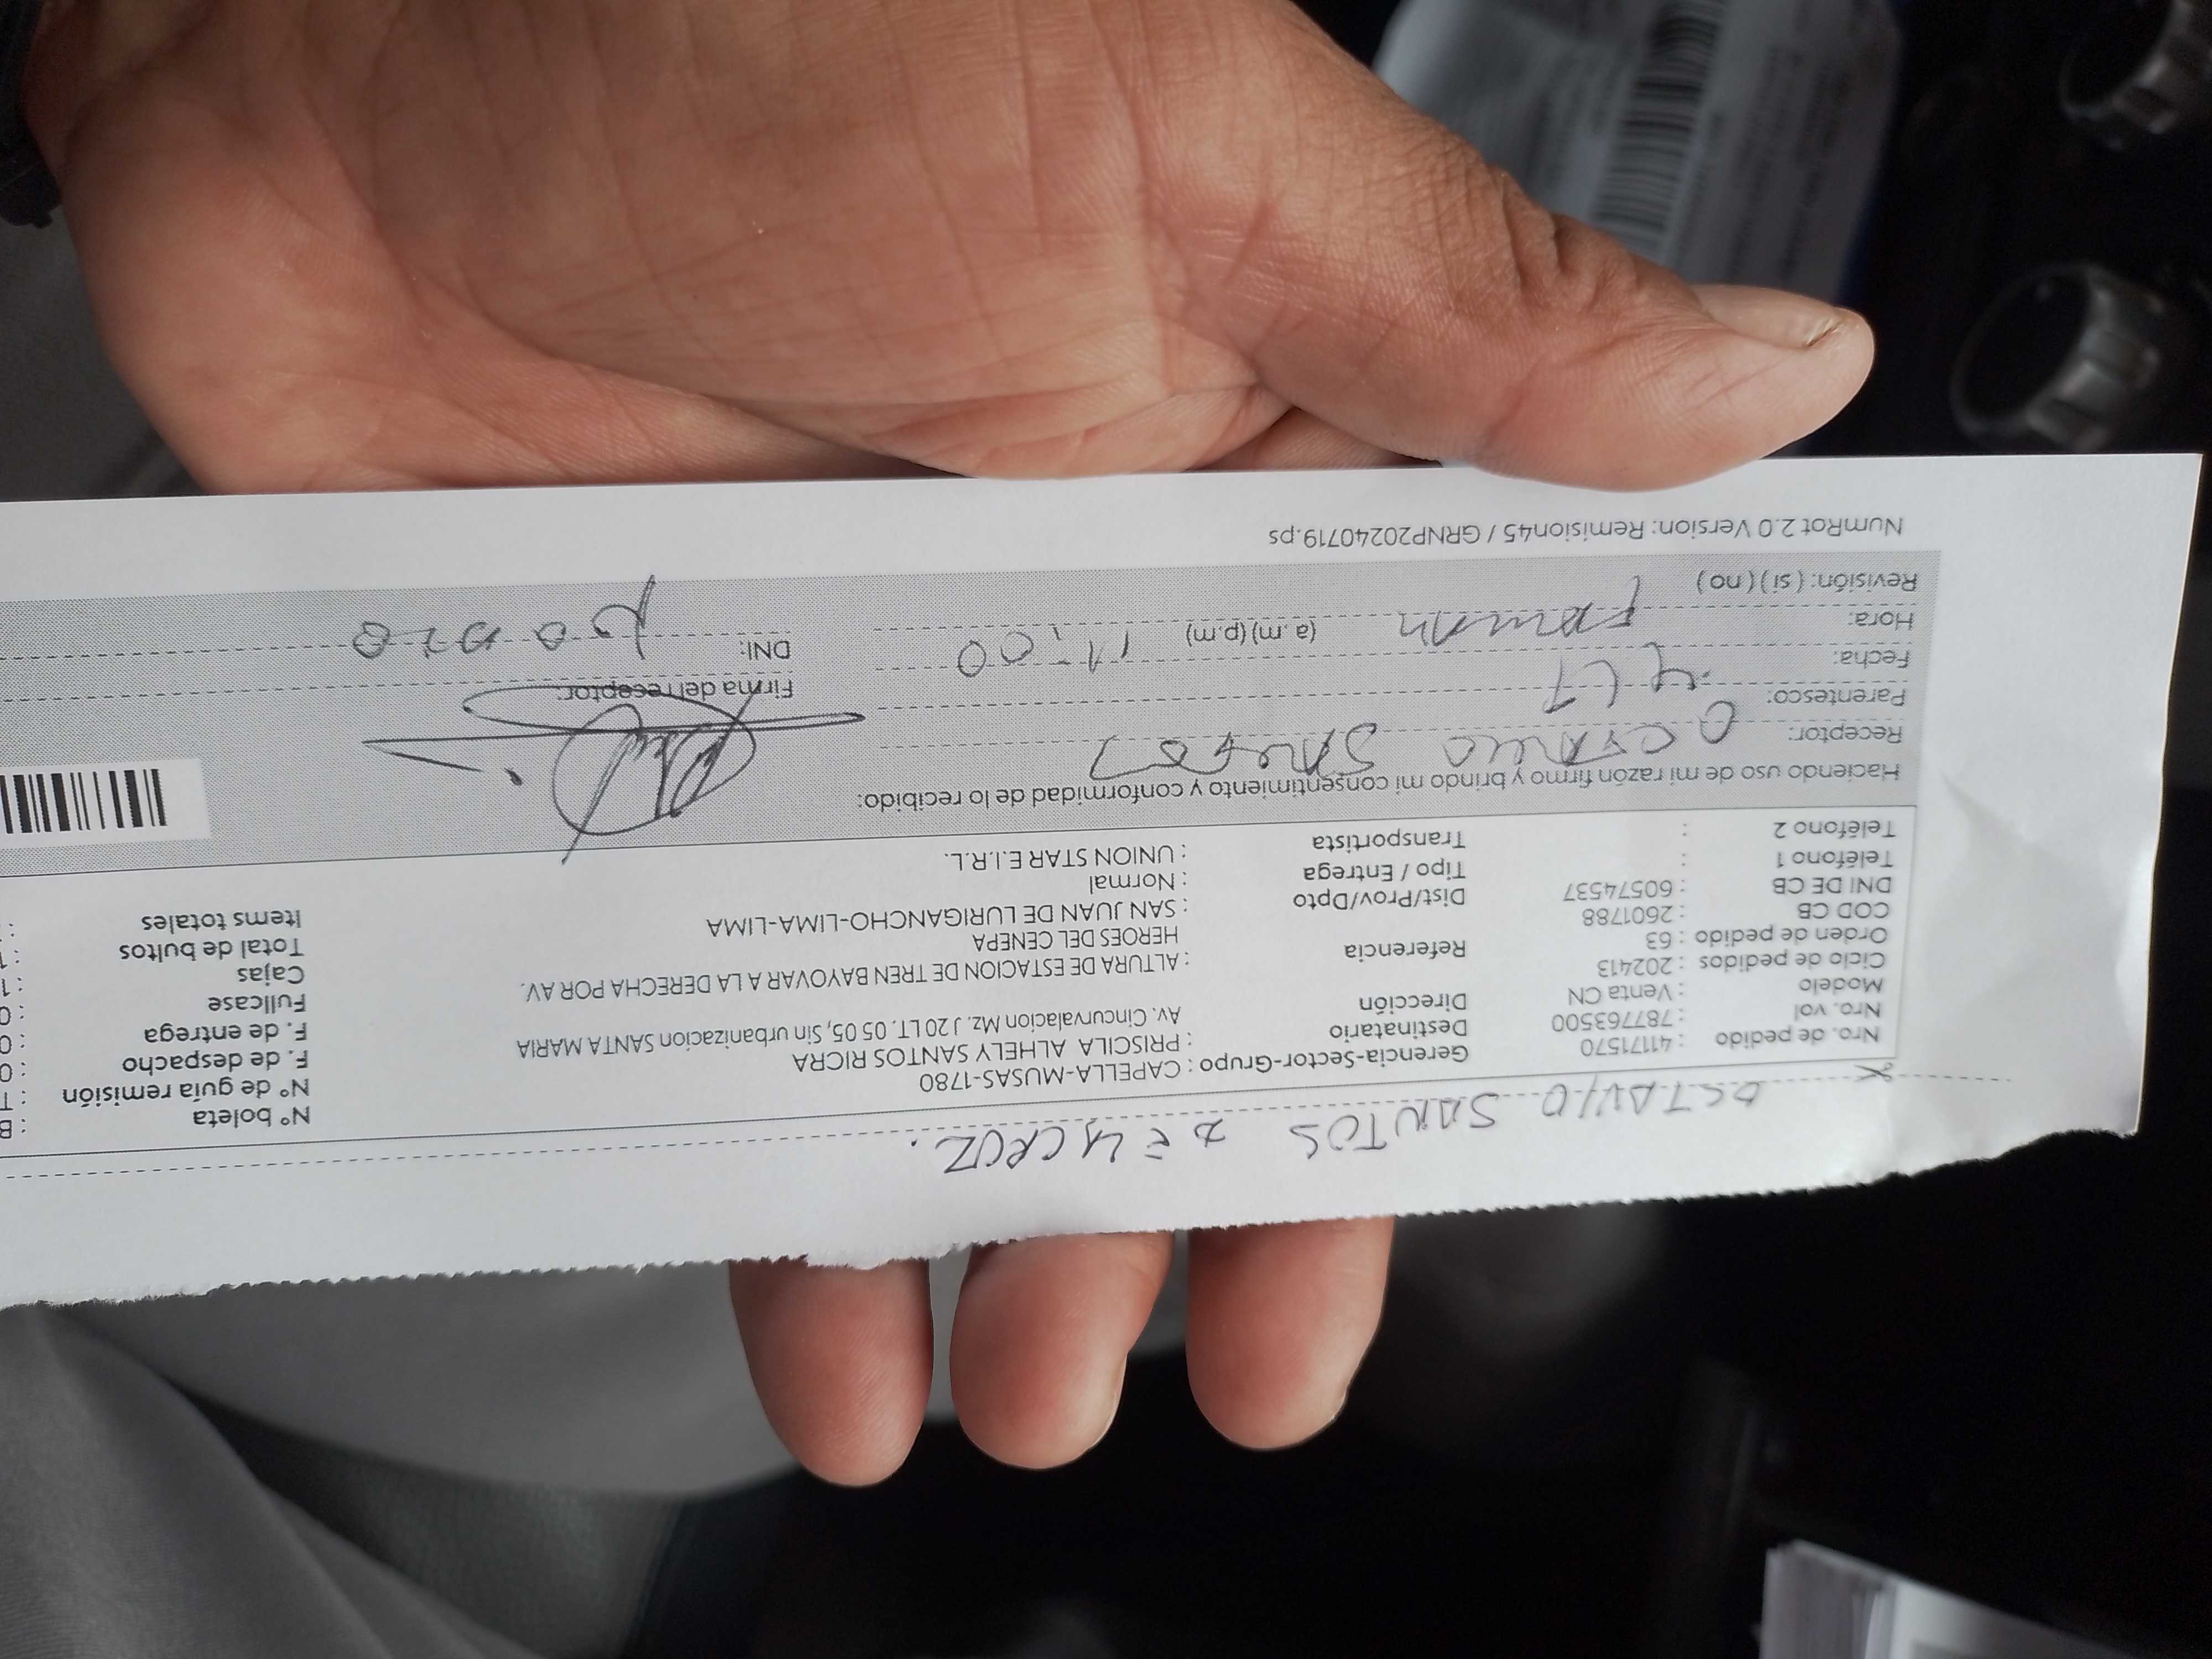 OCTAVIO SANTOS DE LA CRUZ.
Nro. de pedido : 41171570
Nro. vol : 787763500
Modelo : Venta CN
Ciclo de pedidos : 202413
Orden de pedido : 63
COD CB : 2601788
DNI DE CB : 60574537
Teléfono 1 :
Teléfono 2 :
Gerencia-Sector-Grupo : CAPELLA-MUSAS-1780
Destinatario : PRISCILA ALHELY SANTOS RICRA
Dirección Av. Cincurvalacion Mz. J 20 LT. 05 05, Sin urbanizacion SANTA MARIA
Referencia : ALTURA DE ESTACION DE TREN BAYOVAR A LA DERECHA POR AV.
HEROES DEL CENEPA
Dist/Prov/Dpto : SAN JUAN DE LURIGANCHO-LIMA-LIMA
Tipo / Entrega : Normal
Transportista : UNION STAR E.I.R.L.
N° boleta : B
N° de guía remisión : T
F. de despacho : 0
F. de entrega : 0
Fullcase : 0
Cajas : 1
Total de bultos : 1
Items totales :
Haciendo uso de mi razón firmo y brindo mi consentimiento y conformidad de lo recibido:
Receptor:
Parentesco:
Fecha:
Hora: (a.m) (p.m) 11:00
Revisión: ( si ) ( no )
Firma del receptor:
DNI:
NumRot 2.0 Version: Remision45 / GRNP20240719.ps